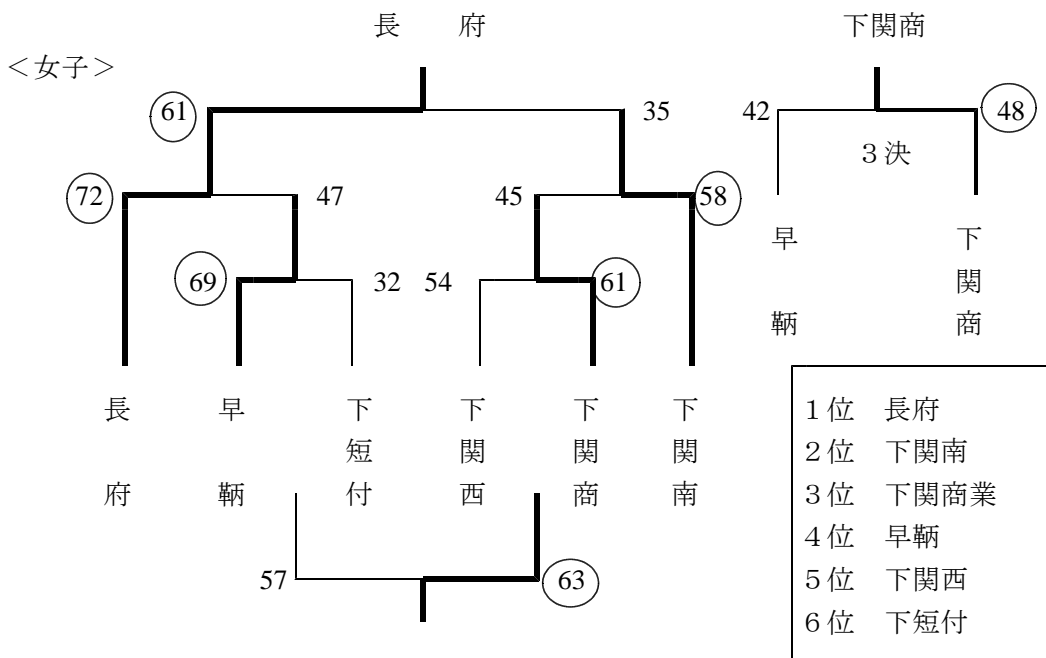 長　府
下関商
＜女子＞
61
35
42
48
３決
72
47
45
58
早鞆
下関商
69
32
54
61
長府
早鞆
下短付
下関西
下関商
下関南
１位　長府
２位　下関南
３位　下関商業
４位　早鞆
５位　下関西
６位　下短付
57
63